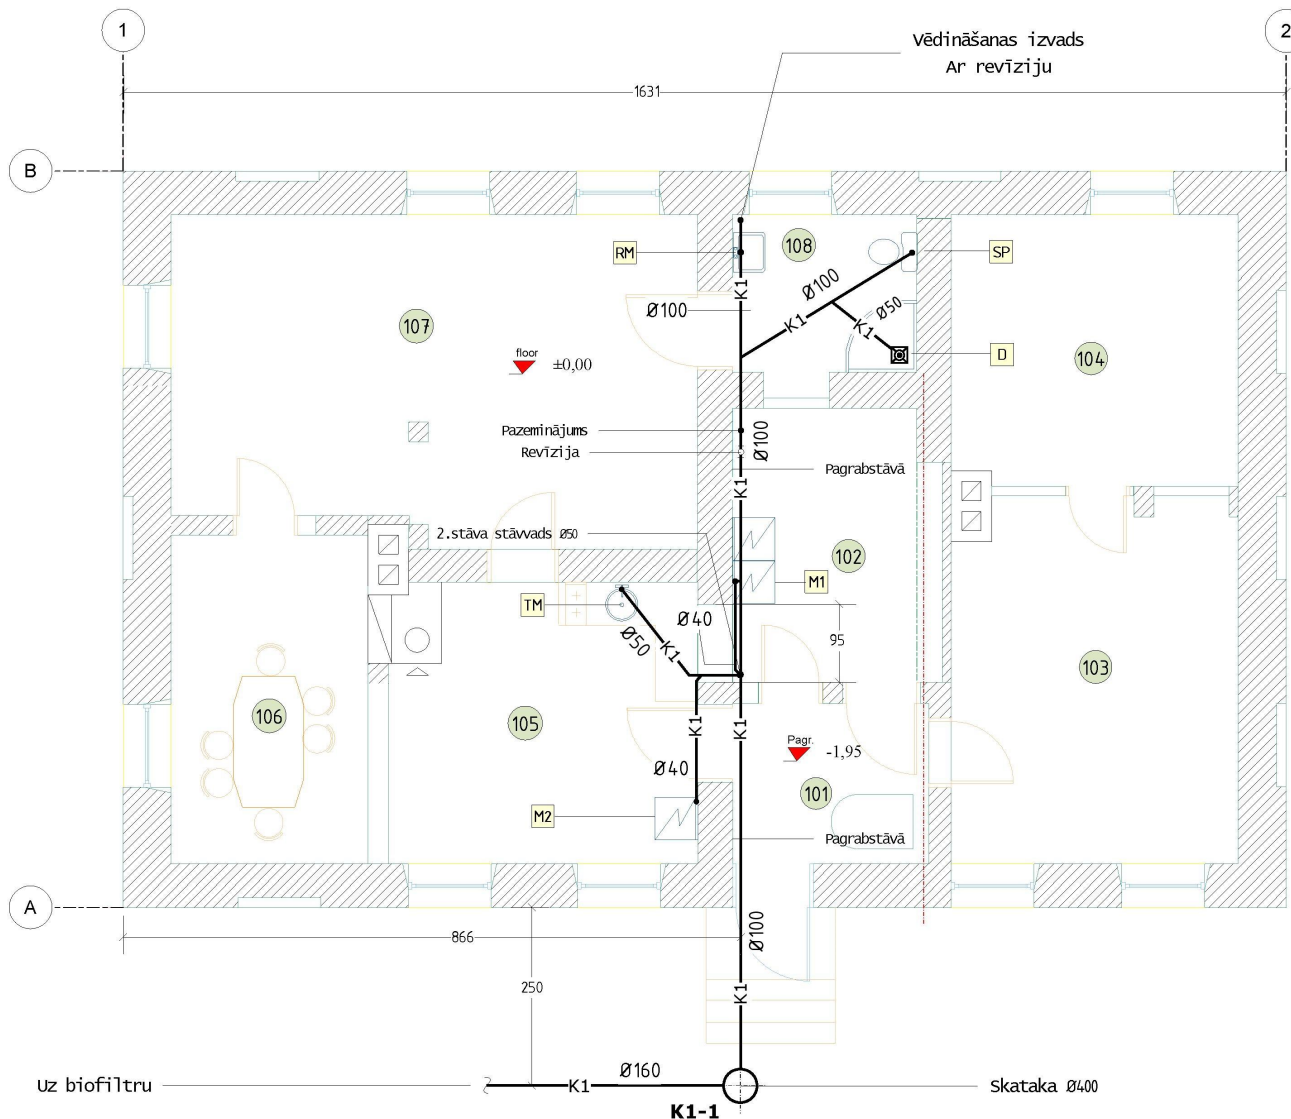 1
2
Vēdināšanas izvads
Ar revīziju
1631
B
RM
108
SP
K1
Ø100
Ø100
K1
Ø50
K1
107
floor
±0,00
D
104
Pazeminājums
Revīzija
Ø100
Pagrabstāvā
K1
2.stāva stāvvads Ø50
102
M1
TM
Ø40
Ø50
K1
95
103
106
105
K1
K1
Pagr.
-1,95
Ø40
101
M2
Pagrabstāvā
A
866
Ø100
250
K1
Uz biofiltru
K1
Ø160
Skataka Ø400
K1-1